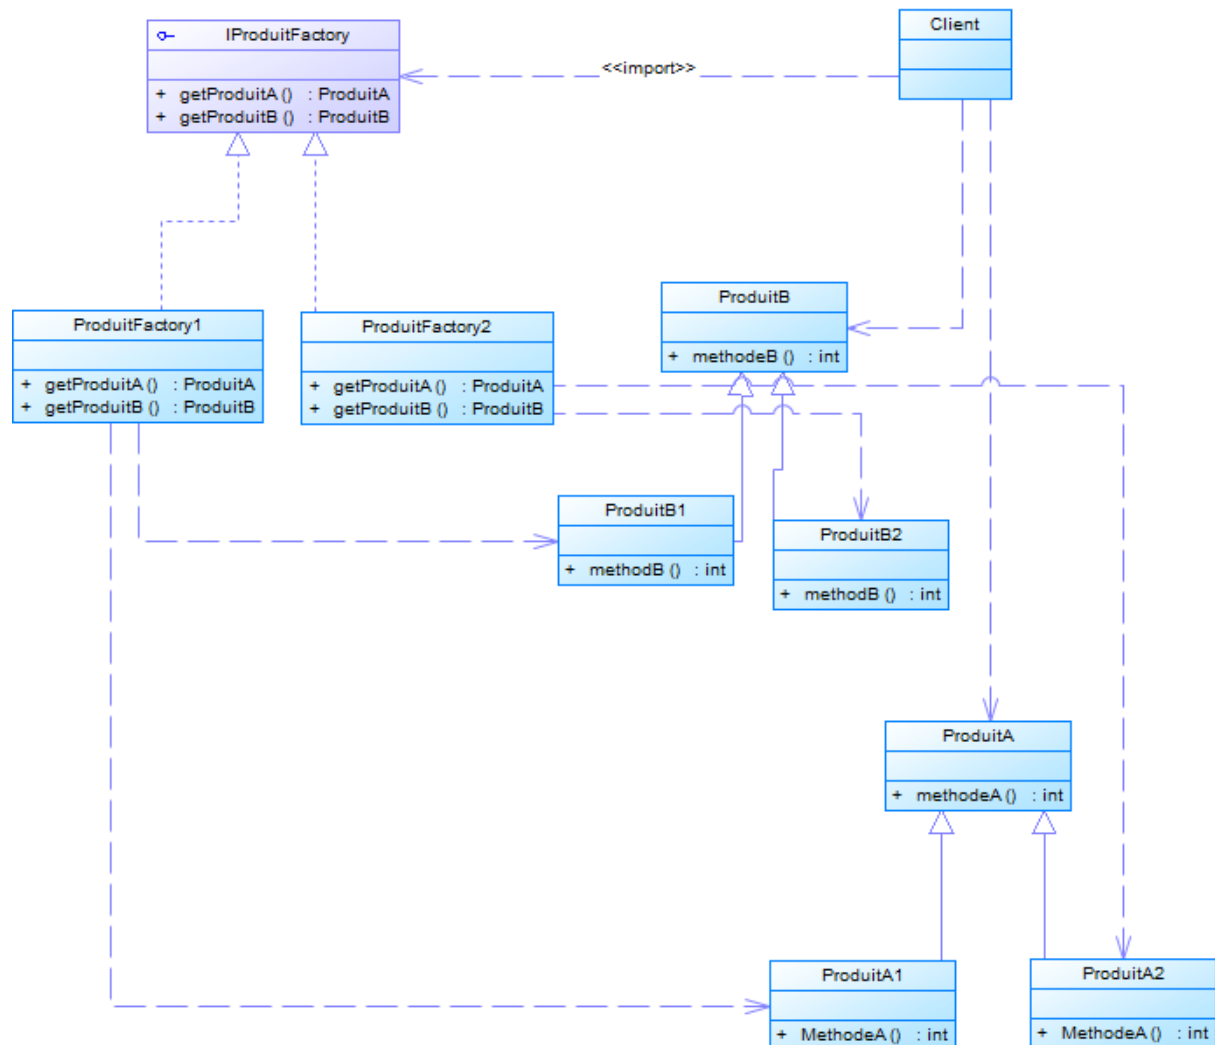 IProduitFactory
+ getProduitA () : ProduitA
+ getProduitB () : ProduitB
Client
<<import>>
ProduitFactory1
+ getProduitA () : ProduitA
+ getProduitB () : ProduitB
ProduitFactory2
+ getProduitA () : ProduitA
+ getProduitB () : ProduitB
ProduitB
+ methodeB () : int
ProduitB1
+ methodB () : int
ProduitB2
+ methodB () : int
ProduitA
+ methodeA () : int
ProduitA1
+ MethodeA () : int
ProduitA2
+ MethodeA () : int